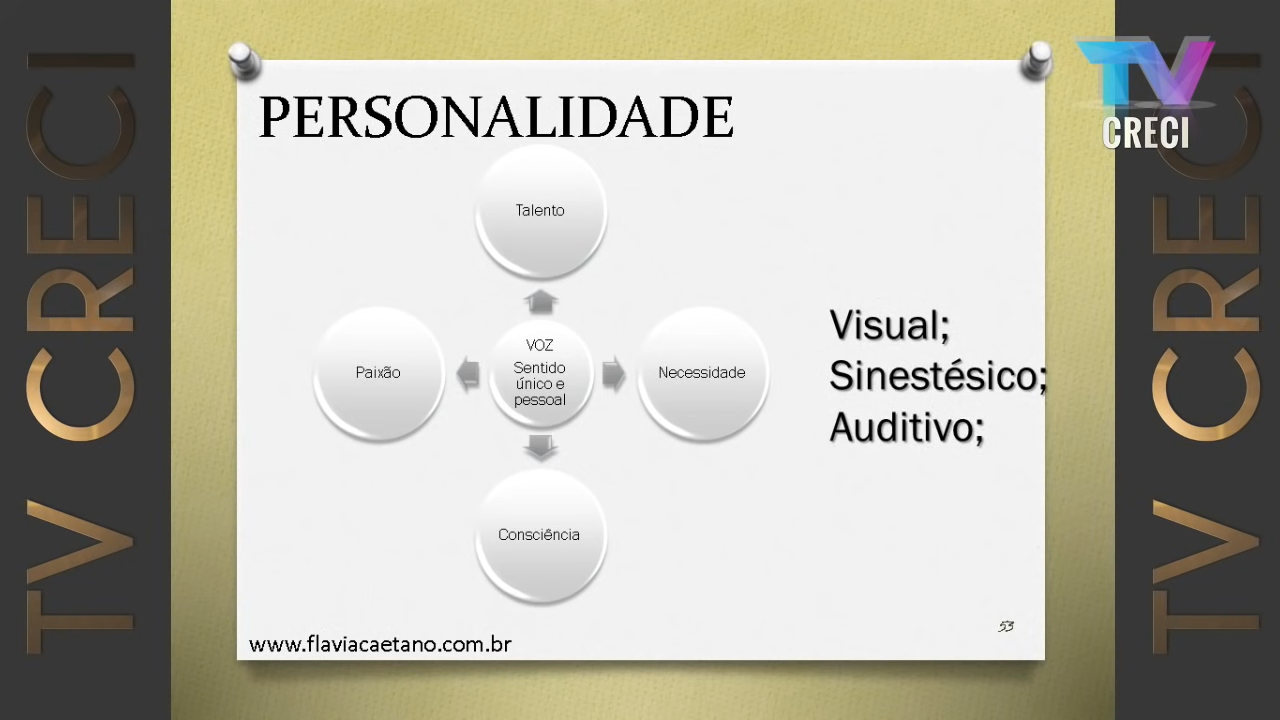 TV CRECI
PERSONALIDADE
TV
CRECI
Talento
Paixão
VOZ
Sentido
único e
pessoal
Necessidade
Consciência
Visual;
Sinestésico;
Auditivo;
53
www.flaviacaetano.com.br
TV CRECI